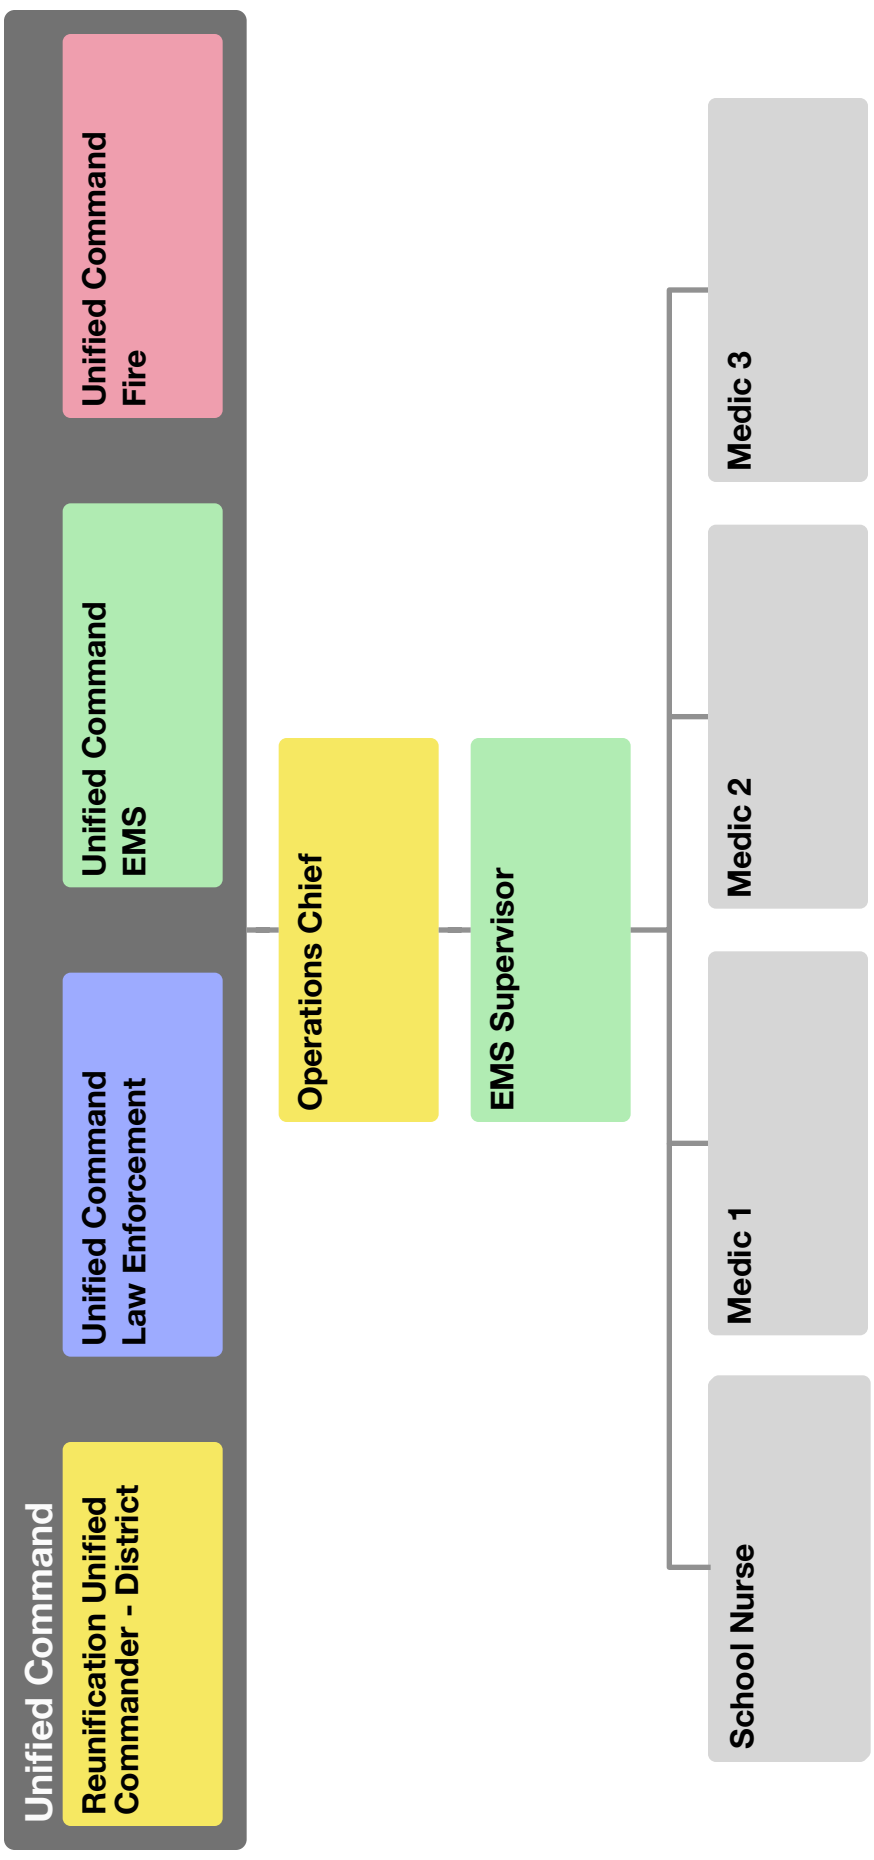 Unified Command
Reunification Unified
Commander - District
Unified Command
Law Enforcement
Unified Command
EMS
Unified Command
Fire
Operations Chief
EMS Supervisor
School Nurse
Medic 1
Medic 2
Medic 3